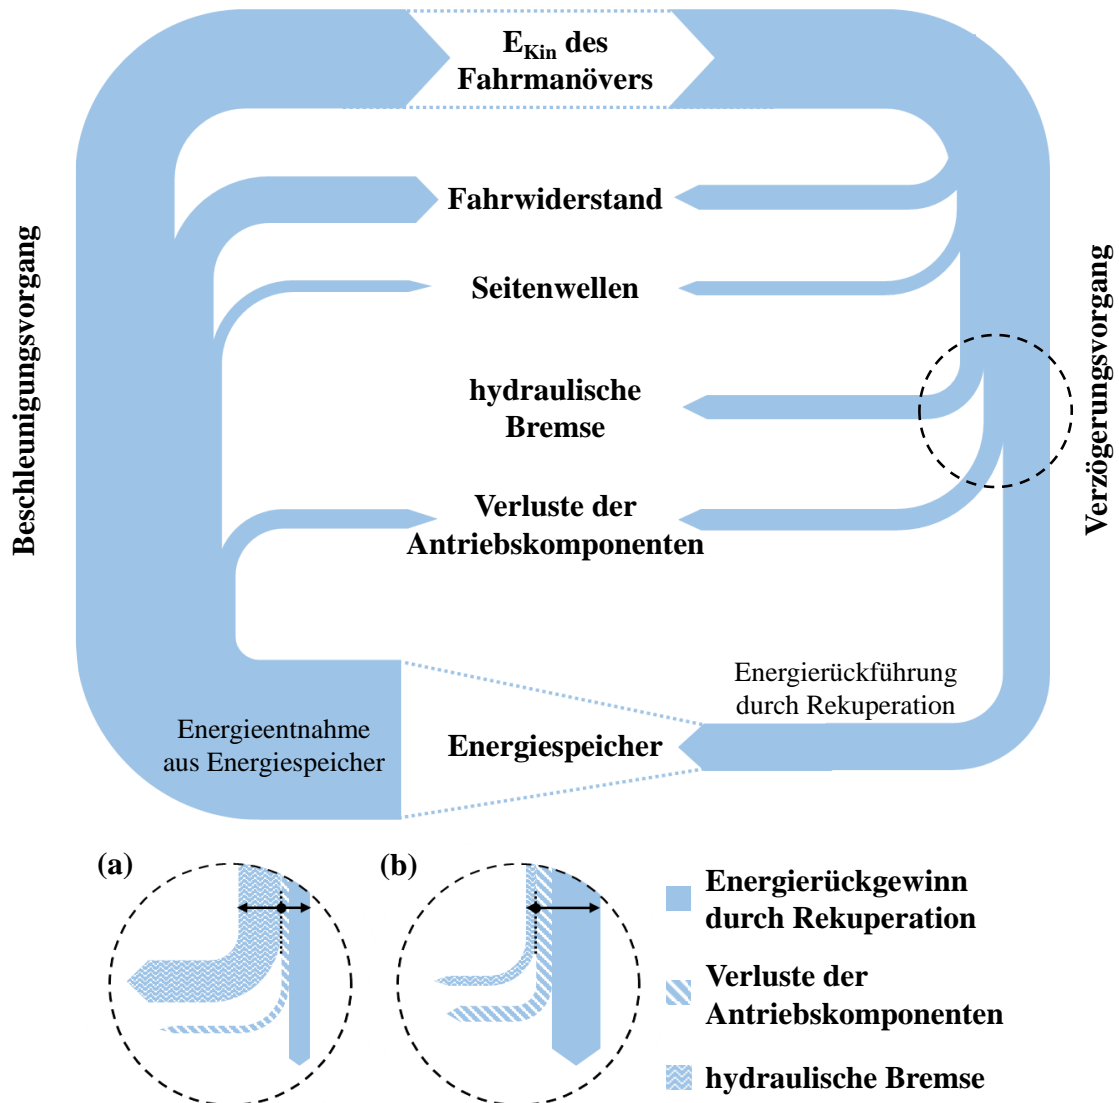 E_Kin des
Fahrmanövers
Fahrwiderstand
Seitenwellen
hydraulische
Bremse
Verluste der
Antriebskomponenten
Beschleunigungsvorgang
Verzögerungsvorgang
Energierückführung
durch Rekuperation
Energieentnahme
aus Energiespeicher
Energiespeicher
(a)
(b)
Energierückgewinn
durch Rekuperation
Verluste der
Antriebskomponenten
hydraulische Bremse